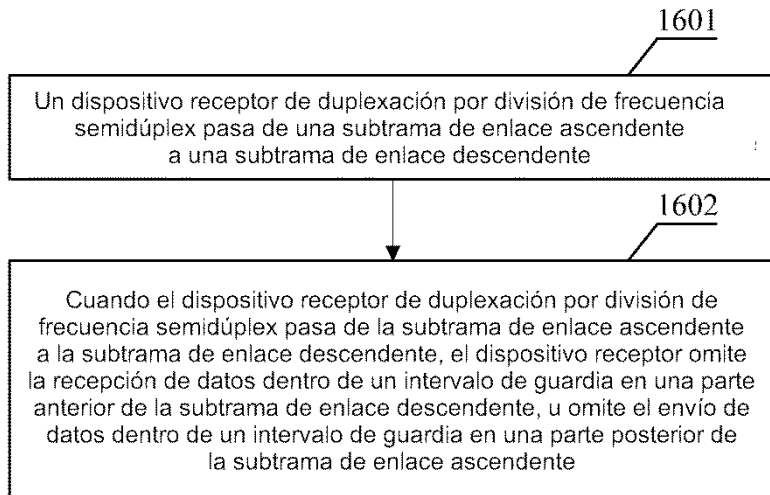 1601
Un dispositivo receptor de duplexación por división de frecuencia
semidúplex pasa de una subtrama de enlace ascendente
a una subtrama de enlace descendente
1602
Cuando el dispositivo receptor de duplexación por división de
frecuencia semidúplex pasa de la subtrama de enlace ascendente
a la subtrama de enlace descendente, el dispositivo receptor omite
la recepción de datos dentro de un intervalo de guardia en una parte
anterior de la subtrama de enlace descendente, u omite el envío de
datos dentro de un intervalo de guardia en una parte posterior de
la subtrama de enlace ascendente